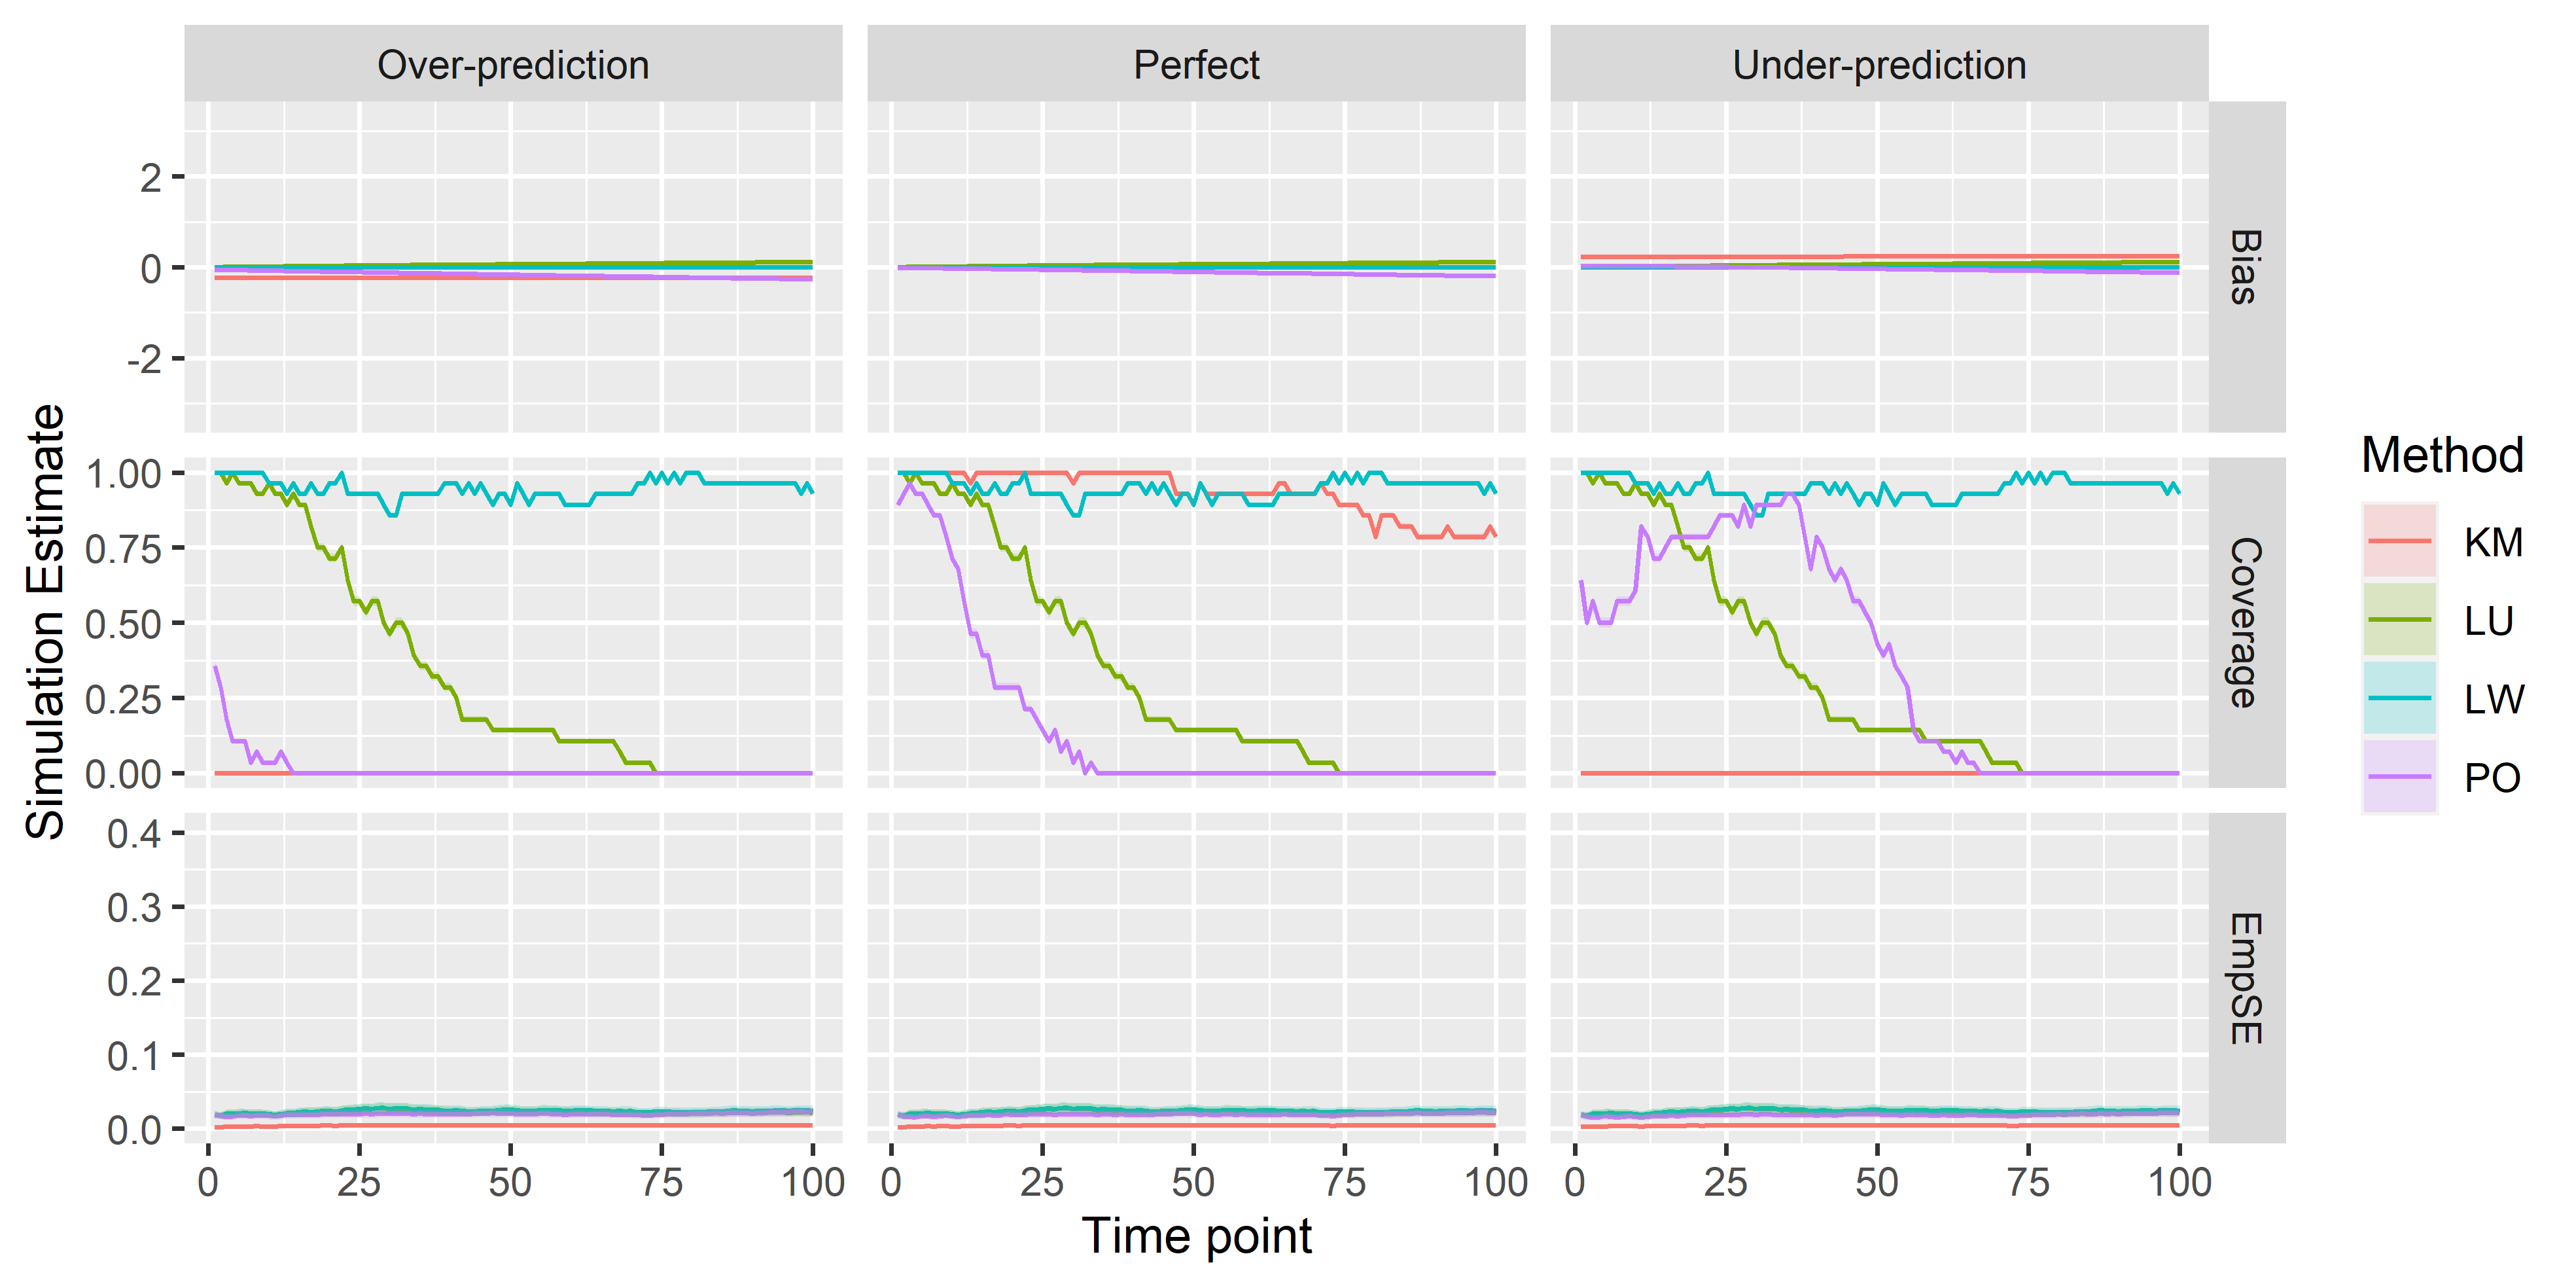 Over-prediction Perfect Under-prediction
Simulation Estimate
2
0
-2
Bias
1.00
0.75
0.50
0.25
0.00
Coverage
0.4
0.3
0.2
0.1
0.0
EmpSE
0 25 50 75 100 0 25 50 75 100 0 25 50 75 100
Time point
Method
KM
LU
LW
PO